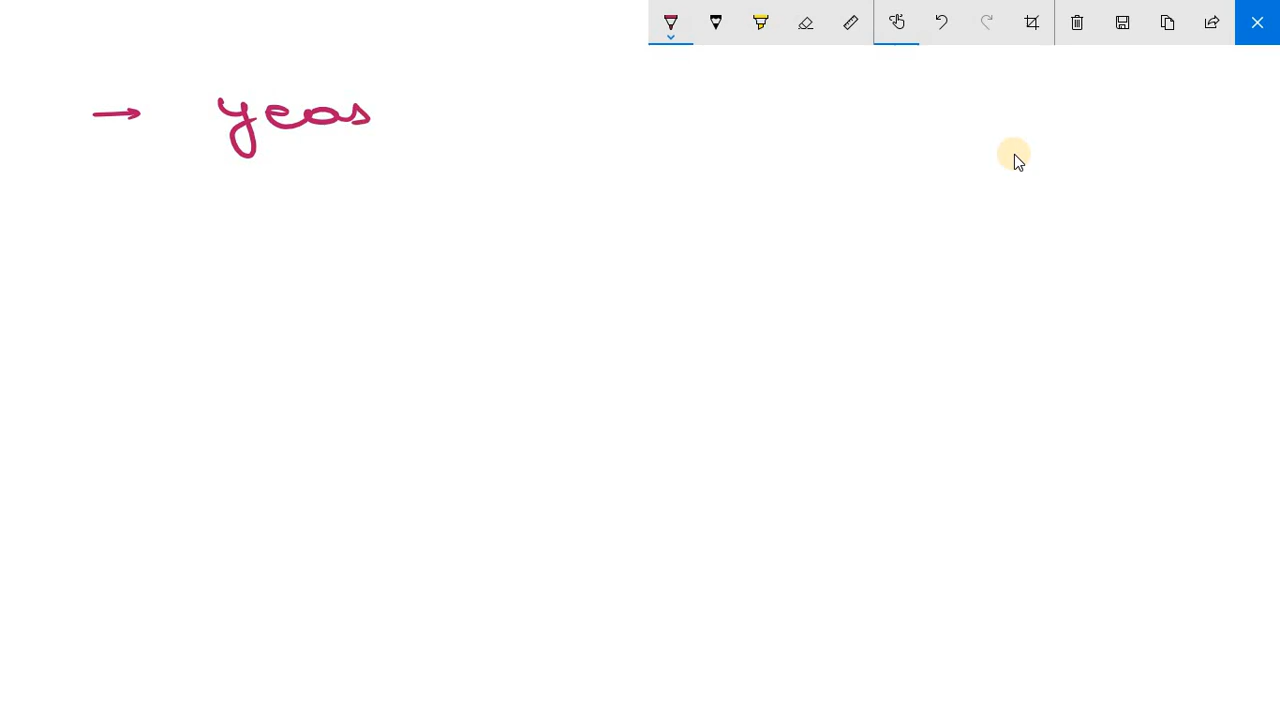 → yeas